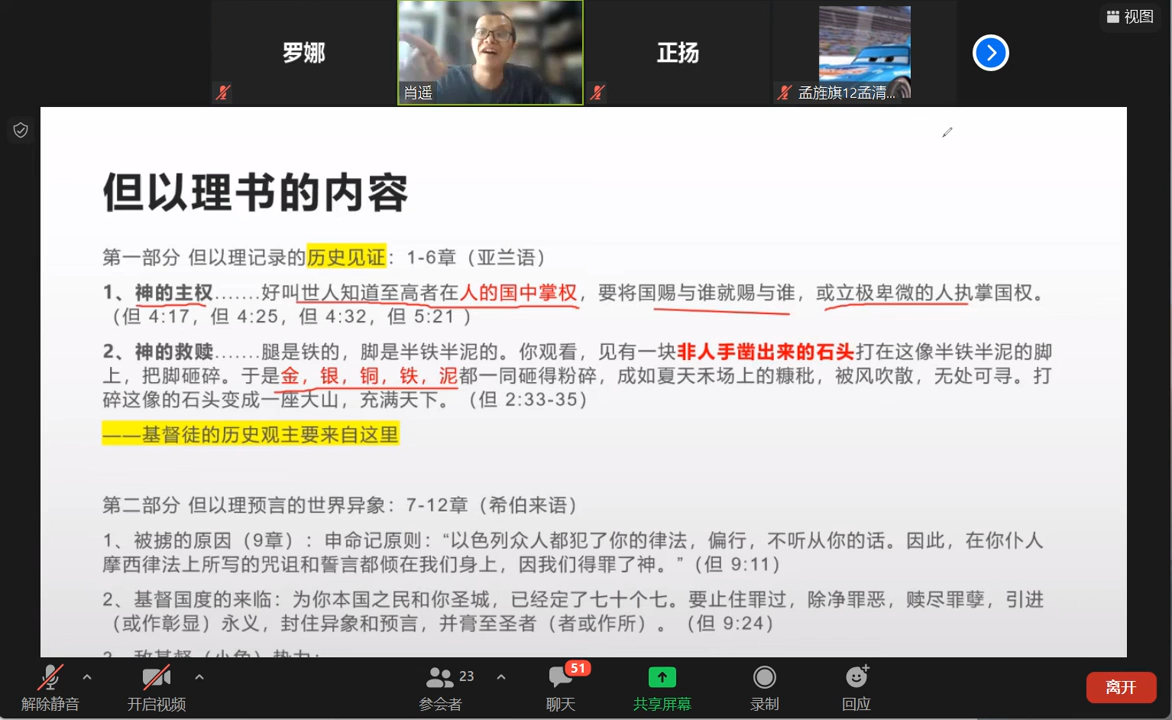 罗娜
肖遥
正扬
孟旌旗12孟清...
视图
但以理书的内容
第一部分 但以理记录的历史见证：1-6章（亚兰语）
1、神的主权.......好叫世人知道至高者在人的国中掌权，要将国赐与谁就赐与谁，或立极卑微的人执掌国权。
（但 4:17，但 4:25，但 4:32，但 5:21 ）
2、神的救赎.......腿是铁的，脚是半铁半泥的。你观看，见有一块非人手凿出来的石头打在这像半铁半泥的脚
上，把脚砸碎。于是金，银，铜，铁，泥都一同砸得粉碎，成如夏天禾场上的糠秕，被风吹散，无处可寻。打
碎这像的石头变成一座大山，充满天下。（但 2:33-35）
——基督徒的历史观主要来自这里
第二部分 但以理预言的世界异象：7-12章（希伯来语）
1、被掳的原因（9章）：申命记原则：“以色列众人都犯了你的律法，偏行，不听从你的话。因此，在你仆人
摩西律法上所写的咒诅和誓言都倾在我们身上，因我们得罪了神。”（但 9:11）
2、基督国度的来临：为你本国之民和你圣城，已经定了七十个七。要止住罪过，除净罪恶，赎尽罪孽，引进
（或作彰显）永义，封住异象和预言，并膏至圣者（者或作所）。（但 9:24）
3、敌基督（小角）势力：
解除静音
开启视频
23
参会者
51
聊天
共享屏幕
录制
回应
离开